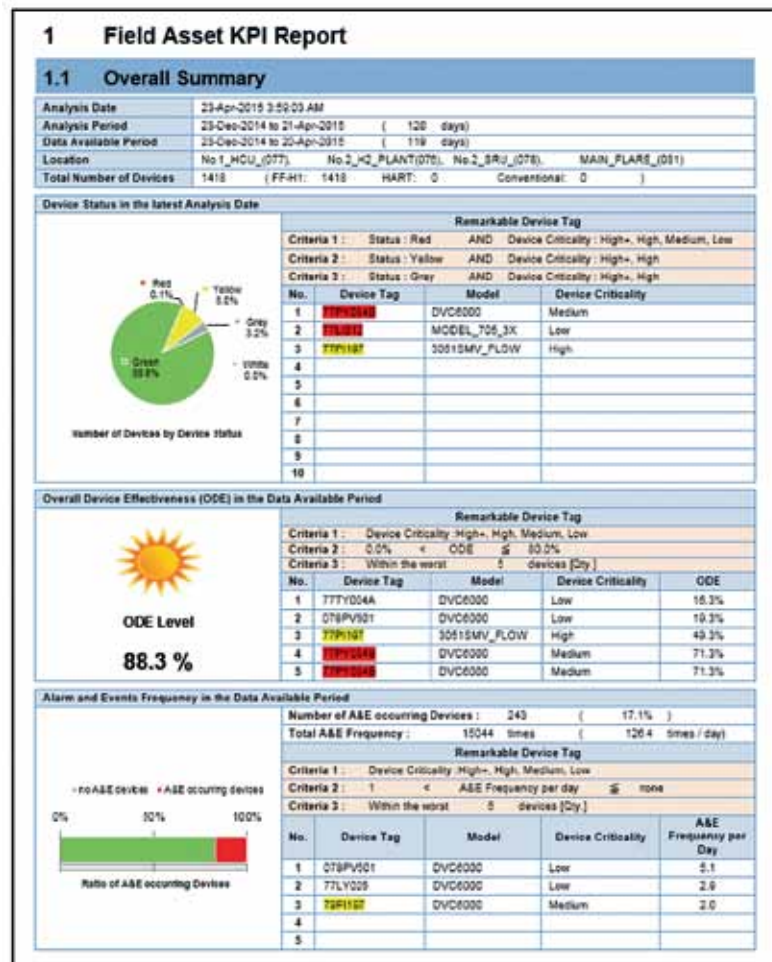 1 Field Asset KPI Report
1.1 Overall Summary
Analysis Date 23-Apr-2015 3:59:03 AM
Analysis Period 23-Dec-2014 to 21-Apr-2015 ( 120 days)
Data Available Period 23-Dec-2014 to 20-Apr-2015 ( 119 days)
Location No.1_HCU_(077), No.2_H2_PLANT(076), No.2_SRU_(078), MAIN_FLARE_(081)
Total Number of Devices 1418 ( FF-H1: 1418 HART: 0 Conventional: 0 )
Device Status in the latest Analysis Date
Remarkable Device Tag
Criteria 1 : Status : Red AND Device Criticality : High+, High, Medium, Low
Criteria 2 : Status : Yellow AND Device Criticality : High+, High
Criteria 3 : Status : Grey AND Device Criticality : High+, High
No. Device Tag Model Device Criticality
1 DVC6000 Medium
2 MODEL_705_3X Low
3 77PI197 3051SMV_FLOW High
4
5
6
7
8
9
10
Red
0.1%
Yellow
Grey
3.2%
White
0.0%
Green
Number of Devices by Device Status
Overall Device Effectiveness (ODE) in the Data Available Period
Remarkable Device Tag
Criteria 1 : Device Criticality :High+, High, Medium, Low
Criteria 2 : 0.0% < ODE ≦ 80.0%
Criteria 3 : Within the worst 5 devices [Qty.]
No. Device Tag Model Device Criticality ODE
1 77TY004A DVC6000 Low 16.3%
2 078PV501 DVC6000 Low 19.3%
3 77PI197 3051SMV_FLOW High 49.3%
4 DVC6000 Medium 71.3%
5 DVC6000 Medium 71.3%
ODE Level
88.3 %
Alarm and Events Frequency in the Data Available Period
Number of A&E occurring Devices : 243 ( 17.1% )
Total A&E Frequency : 15044 times ( 126.4 times / day)
Remarkable Device Tag
Criteria 1 : Device Criticality :High+, High, Medium, Low
Criteria 2 : 1 < A&E Frequency per day ≦ none
Criteria 3 : Within the worst 5 devices [Qty.]
No. Device Tag Model Device Criticality A&E Frequency per Day
1 078PV501 DVC6000 Low 5.1
2 77LY025 DVC6000 Low 2.9
3 DVC6000 Medium 2.0
4
5
no A&E devices A&E occurring devices
0% 50% 100%
Ratio of A&E occurring Devices